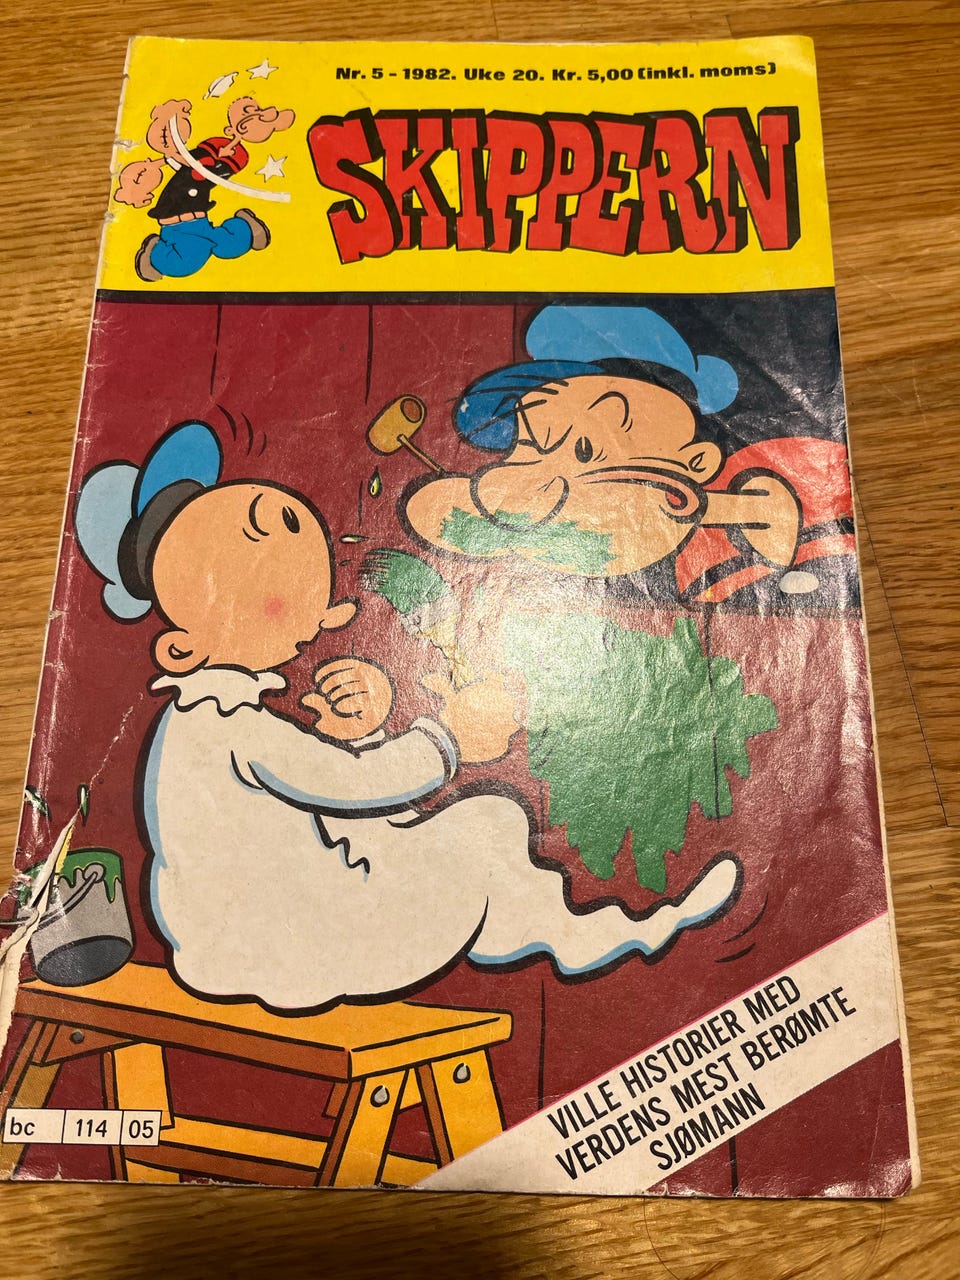 Nr. 5 - 1982. Uke 20. Kr. 5,00 (inkl. moms)
SKIPPERN
VILLE HISTORIER MED
VERDENS MEST BERØMTE
SJØMANN
bc 114 05